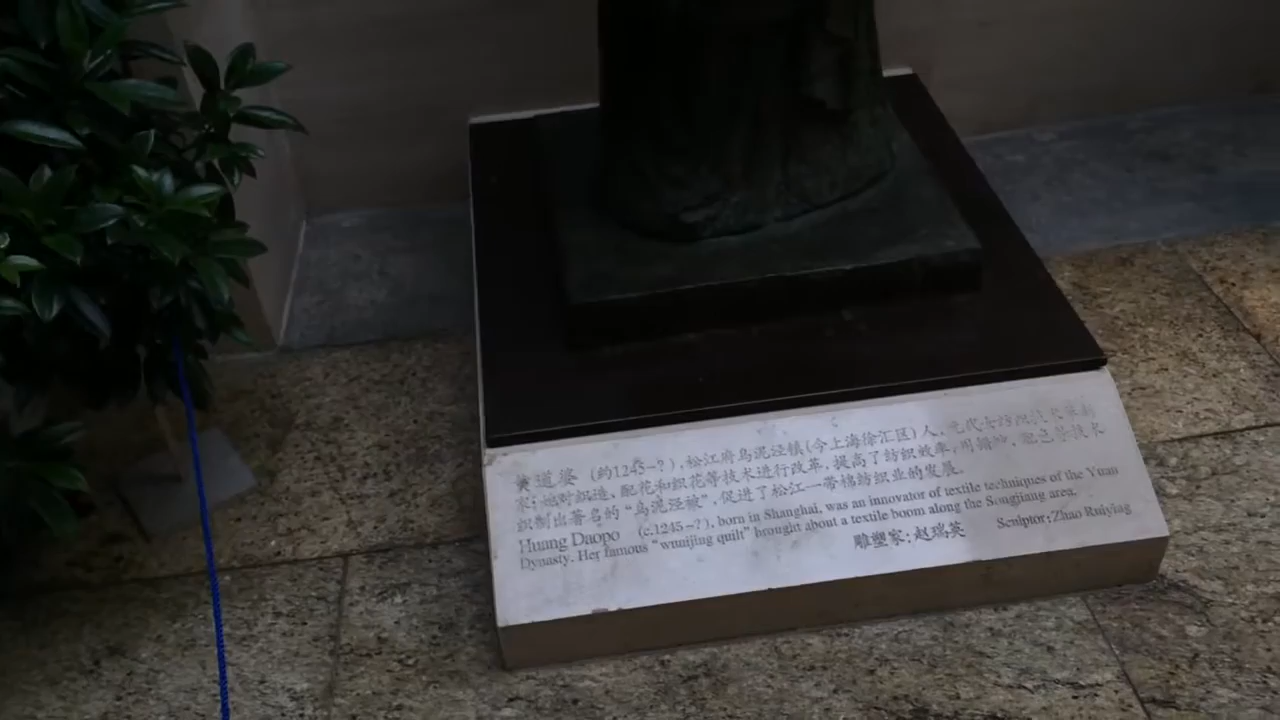 黄道婆 (约1245-?),松江府乌泥泾镇(今上海徐汇区)人,元代女纺织技术革新
家;她对织造、配花和织花等技术进行改革,提高了纺织效率,用错纱,配色等技术
织制出著名的“乌泥泾被”,促进了松江一带棉纺织业的发展。
Huang Daopo (c.1245-?), born in Shanghai, was an innovator of textile techniques of the Yuan
Dynasty. Her famous "wunijing quilt" brought about a textile boom along the Songjiang area.
雕塑家:赵瑞英 Sculptor:Zhao Ruiying